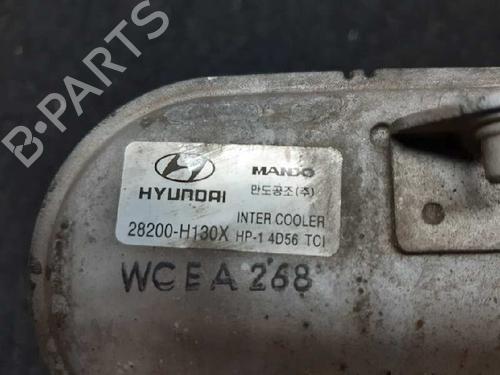 B-PARTS
HYUNDAI
MANDO
만도공조(주)
INTER COOLER
28200-H130X HP-1 4D56 TCI
WCEA 268